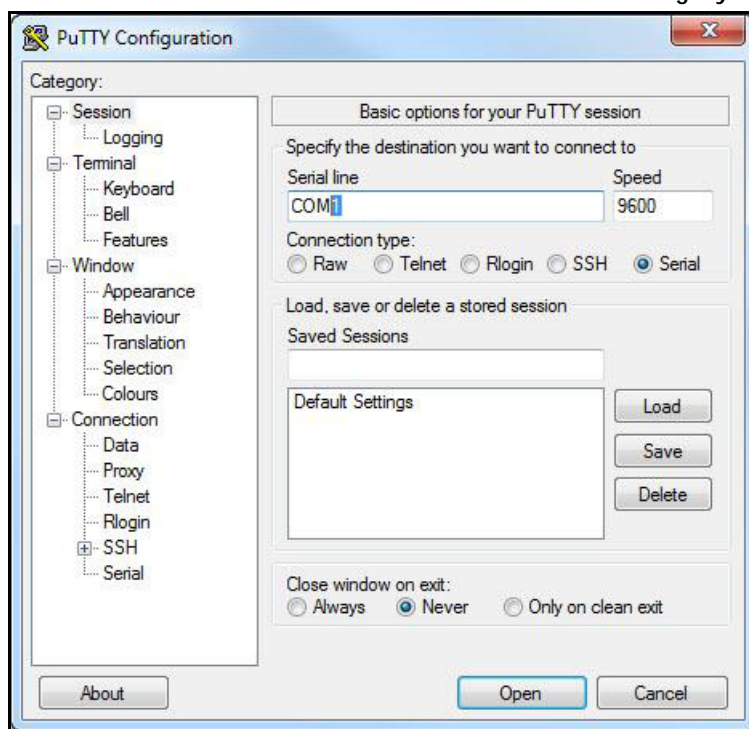 PuTTY Configuration
Category:
Session
Logging
Terminal
Keyboard
Bell
Features
Window
Appearance
Behaviour
Translation
Selection
Colours
Connection
Data
Proxy
Telnet
Rlogin
SSH
Serial
Basic options for your PuTTY session
Specify the destination you want to connect to
Serial line Speed
COM1 9600
Connection type:
Raw Telnet Rlogin SSH Serial
Load, save or delete a stored session
Saved Sessions
Default Settings
Load
Save
Delete
Close window on exit:
Always Never Only on clean exit
About Open Cancel